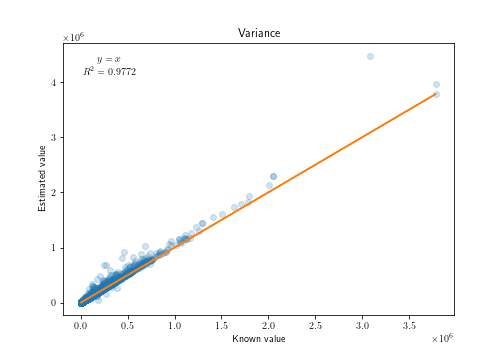 Variance
×10⁶
y = x
R² = 0.9772
4
3
2
1
0
Estimated value
0.0 0.5 1.0 1.5 2.0 2.5 3.0 3.5
Known value
×10⁶